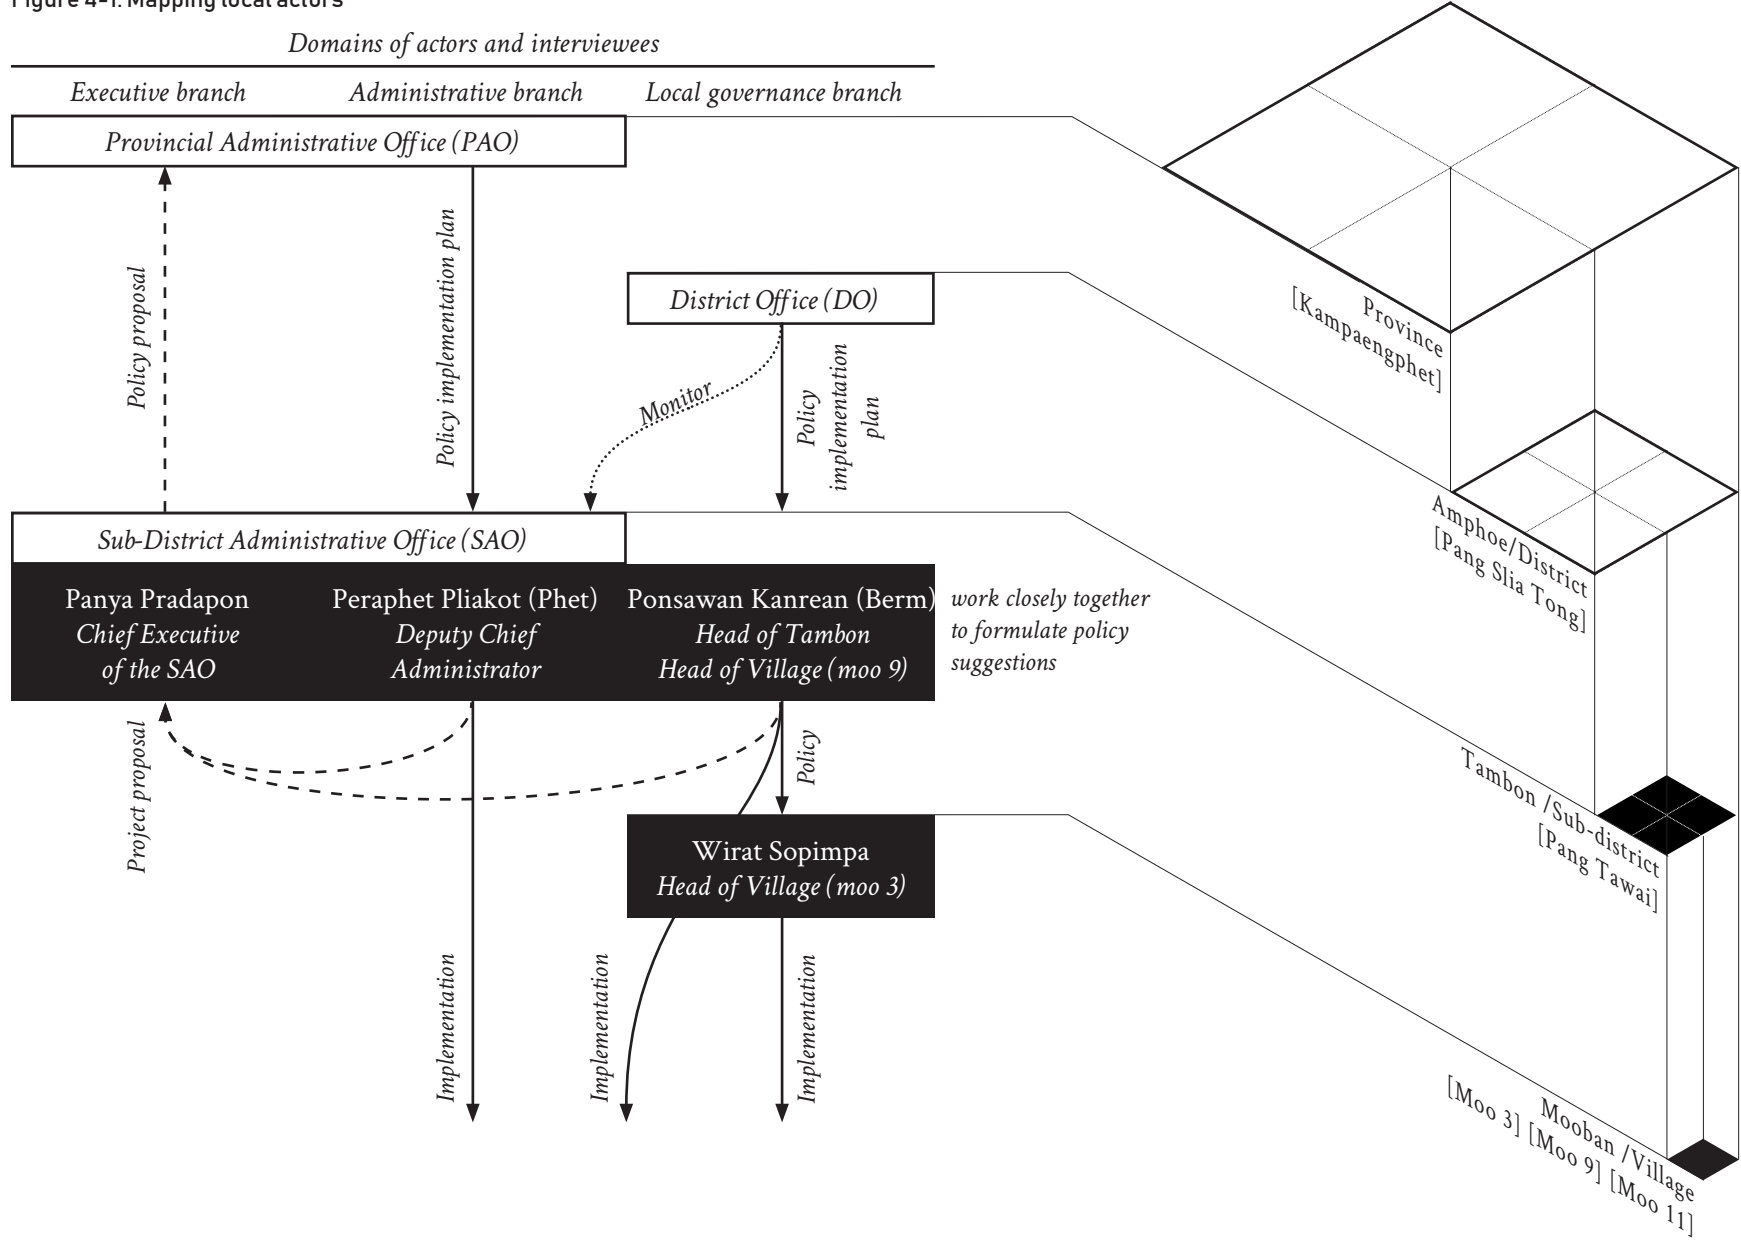 Figure 4-1. Mapping local actors
Domains of actors and interviewees
Executive branch
Administrative branch
Local governance branch
Provincial Administrative Office (PAO)
Policy proposal
Policy implementation plan
District Office (DO)
Monitor
Policy
implementation
plan
Province
[Kampaengphet]
Amphoe/District
[Pang Slia Tong]
Sub-District Administrative Office (SAO)
Panya Pradapon
Chief Executive
of the SAO
Peraphet Pliakot (Phet)
Deputy Chief
Administrator
Ponsawan Kanrean (Berm)
Head of Tambon
Head of Village (moo 9)
work closely together
to formulate policy
suggestions
Project proposal
Policy
Tambon /Sub-district
[Pang Tawai]
Wirat Sopimpa
Head of Village (moo 3)
Implementation
Implementation
Implementation
Mooban /Village
[Moo 3] [Moo 9] [Moo 11]